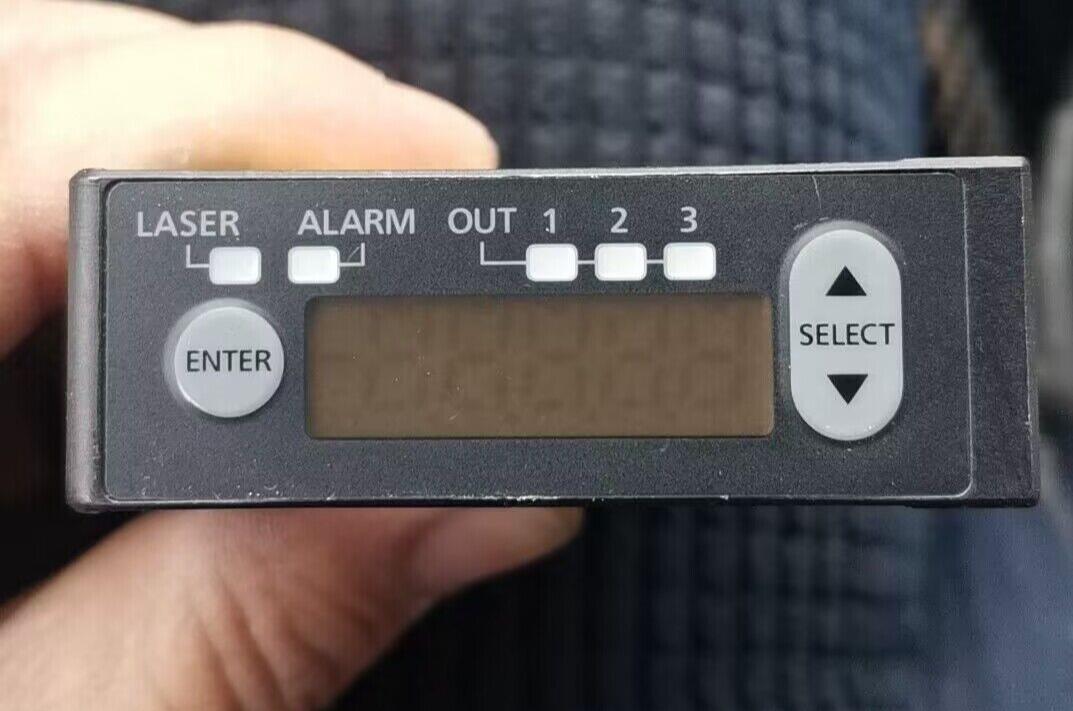 LASER ALARM OUT 1 2 3
ENTER
SELECT